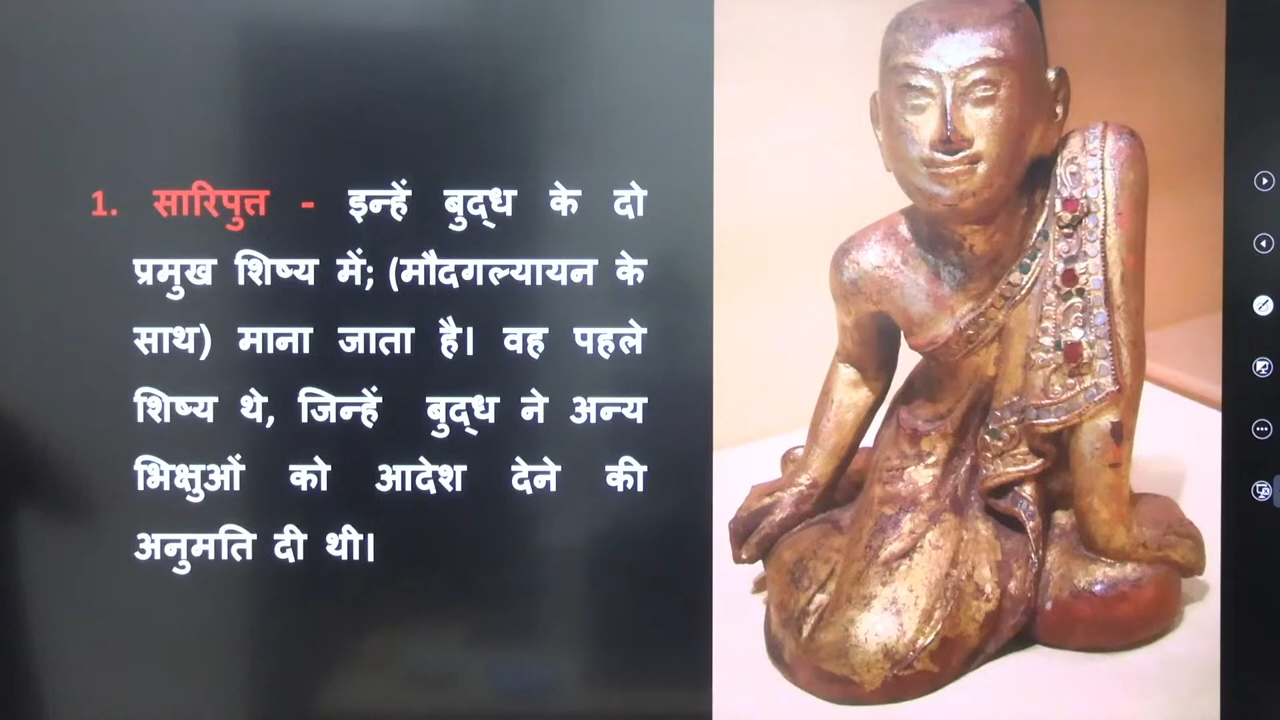 1. सारिपुत्त - इन्हें बुद्ध के दो
प्रमुख शिष्य में; (मौदगल्यायन के
साथ) माना जाता है। वह पहले
शिष्य थे, जिन्हें बुद्ध ने अन्य
भिक्षुओं को आदेश देने की
अनुमति दी थी।